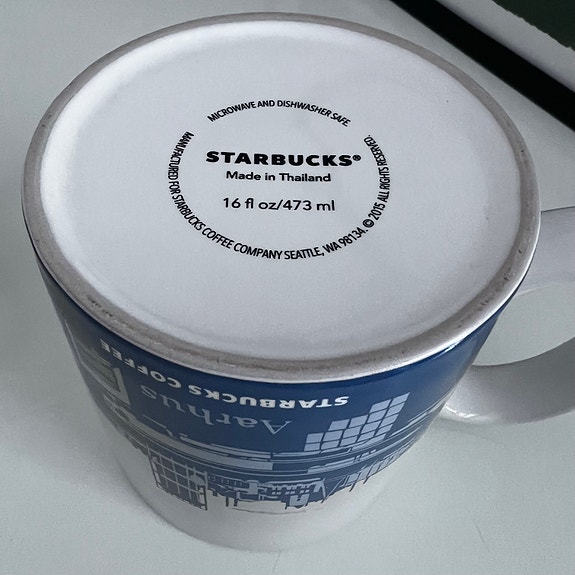 MICROWAVE AND DISHWASHER SAFE.
STARBUCKS®
Made in Thailand
16 fl oz/473 ml
MANUFACTURED FOR STARBUCKS COFFEE COMPANY SEATTLE, WA 98134. © 2015 ALL RIGHTS RESERVED.
STARBUCKS COFFEE
Aarhus